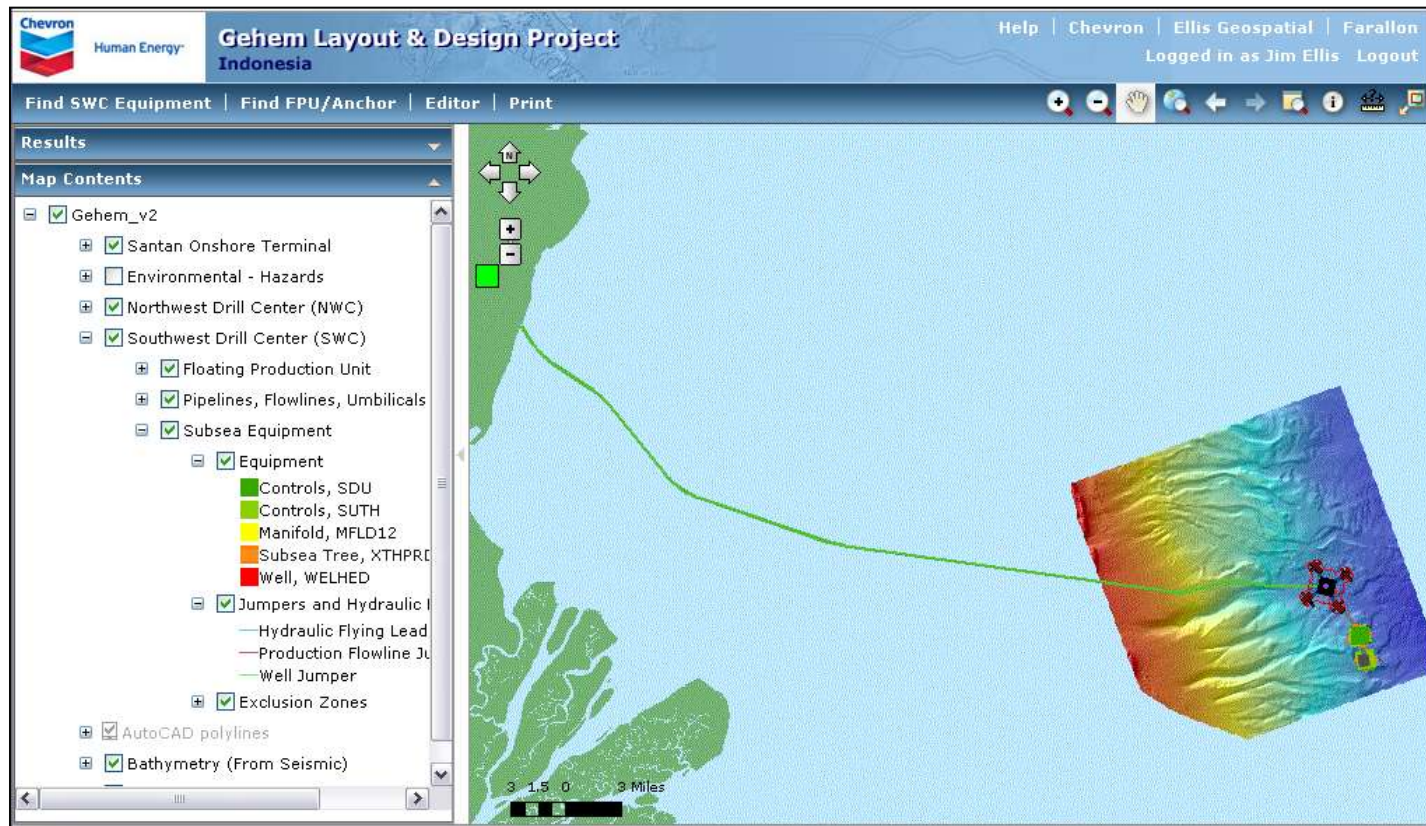 Chevron
Human Energy
Gehem Layout & Design Project
Indonesia
Help | Chevron | Ellis Geospatial | Farallon
Logged in as Jim Ellis Logout
Find SWC Equipment | Find FPU/Anchor | Editor | Print
Results
Map Contents
Gehem_v2
Santan Onshore Terminal
Environmental - Hazards
Northwest Drill Center (NWC)
Southwest Drill Center (SWC)
Floating Production Unit
Pipelines, Flowlines, Umbilicals
Subsea Equipment
Equipment
Controls, SDU
Controls, SUTH
Manifold, MFLD12
Subsea Tree, XTHPRD
Well, WELHED
Jumpers and Hydraulic
Hydraulic Flying Lead
Production Flowline
Well Jumper
Exclusion Zones
AutoCAD polylines
Bathymetry (From Seismic)
N
3 1.5 0 3 Miles